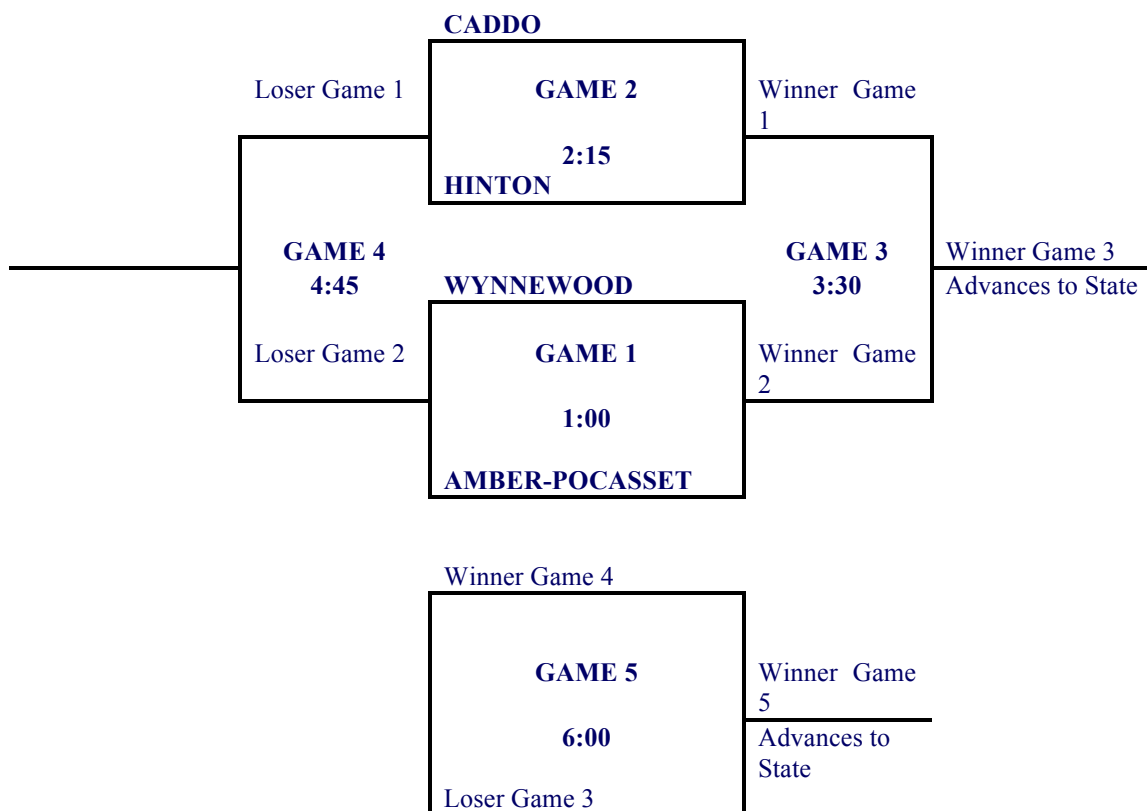 CADDO
Loser Game 1
GAME 2
Winner Game
1
2:15
HINTON
GAME 4
4:45
WYNNEWOOD
GAME 3
3:30
Winner Game 3
Advances to State
Loser Game 2
GAME 1
Winner Game
2
1:00
AMBER-POCASSET
Winner Game 4
GAME 5
Winner Game
5
6:00
Advances to
State
Loser Game 3